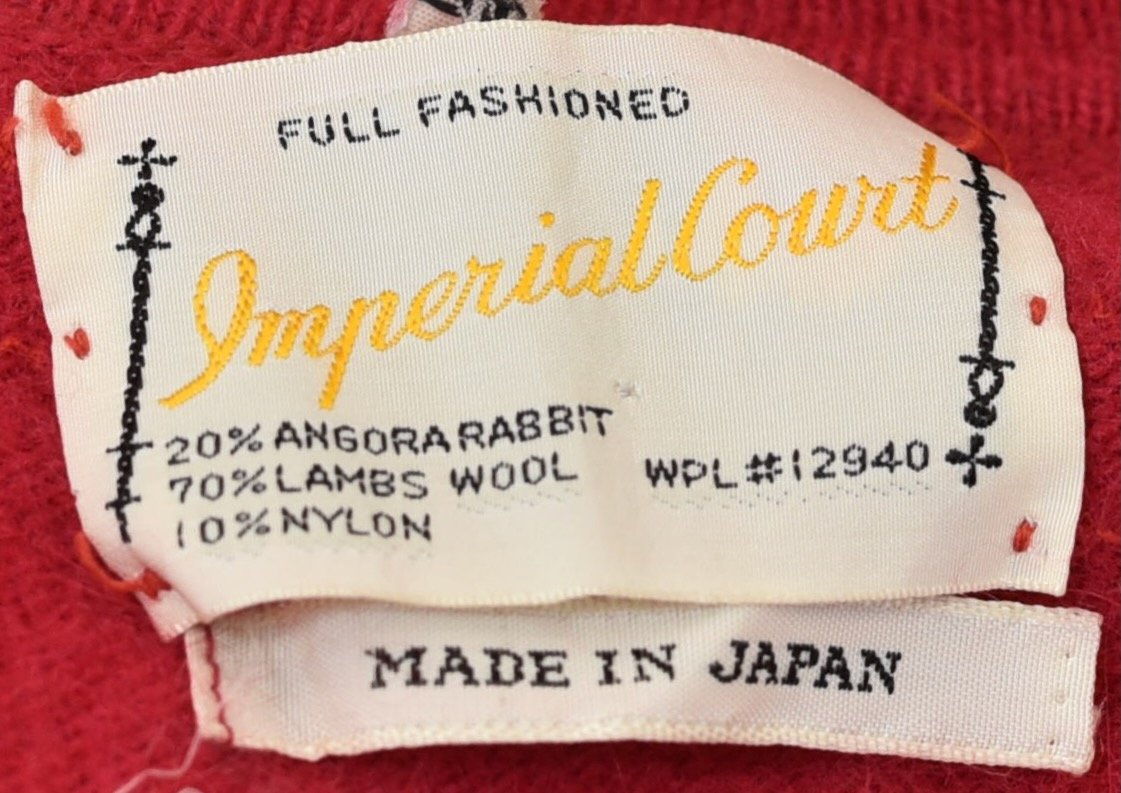 FULL FASHIONED
Imperial Court
20% ANGORA RABBIT
70% LAMBS WOOL WPL#12940
10% NYLON
MADE IN JAPAN